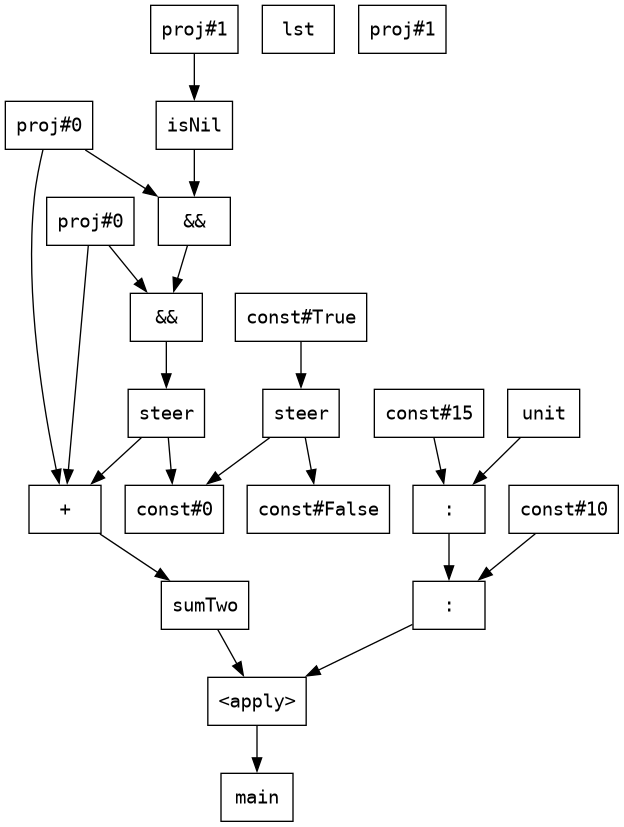 proj#1 lst proj#1
proj#0 isNil
proj#0 &&
&& const#True
steer steer const#15 unit
+ const#0 const#False : const#10
sumTwo :
<apply>
main